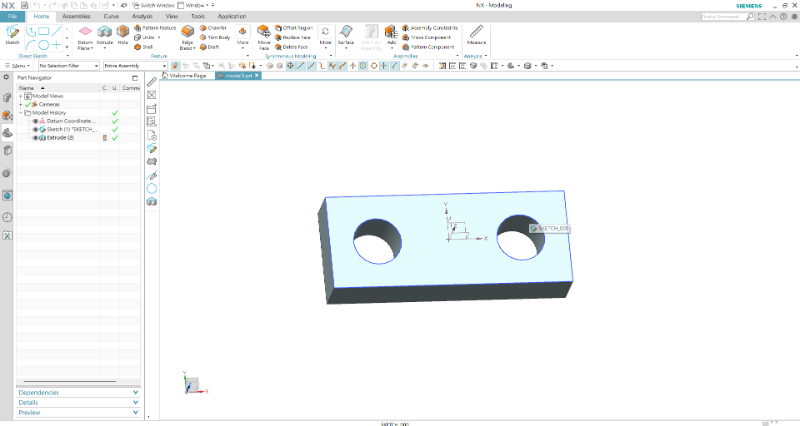 NX
Switch Window
Window
NX - Modeling
SIEMENS
File
Home
Assemblies
Curve
Analysis
View
Tools
Application
Find a Command
Sketch
Direct Sketch
Datum Plane
Extrude
Hole
Pattern Feature
Unite
Shell
Feature
Edge Blend
Chamfer
Trim Body
Draft
More
Move Face
Offset Region
Replace Face
Delete Face
More
Synchronous Modeling
Surface
Add
Assembly Constraints
Move Component
Pattern Component
Assemblies
Measure
Analysis
Menu
No Selection Filter
Entire Assembly
Part Navigator
Welcome Page
Name
C
U.
Comme
Model Views
Cameras
Model History
Datum Coordinate ...
Sketch (1) "SKETCH_...
Extrude (2)
Y
X
SKETCH_000
Dependencies
Details
Preview
SKETCH_000